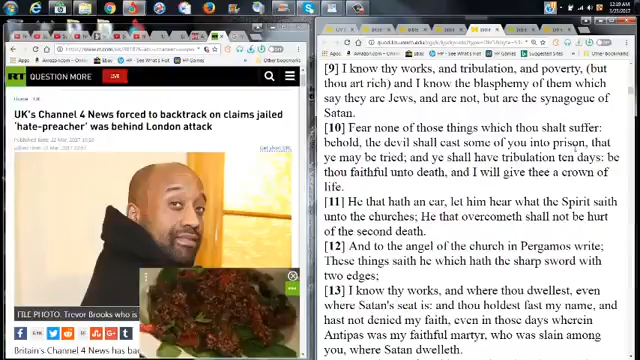 RT QUESTION MORE LIVE
UK's Channel 4 News forced to backtrack on claims jailed
'hate-preacher' was behind London attack
FILE PHOTO. Trevor Brooks who is
Britain's Channel 4 News has bac
[9] I know thy works, and tribulation, and poverty, (but
thou art rich) and I know the blasphemy of them which
say they are Jews, and are not, but are the synagogue of
Satan.
[10] Fear none of those things which thou shalt suffer:
behold, the devil shall cast some of you into prison, that
ye may be tried; and ye shall have tribulation ten days: be
thou faithful unto death, and I will give thee a crown of
life.
[11] He that hath an ear, let him hear what the Spirit saith
unto the churches; He that overcometh shall not be hurt
of the second death.
[12] And to the angel of the church in Pergamos write;
These things saith he which hath the sharp sword with
two edges;
[13] I know thy works, and where thou dwellest, even
where Satan's seat is: and thou holdest fast my name, and
hast not denied my faith, even in those days wherein
Antipas was my faithful martyr, who was slain among
you, where Satan dwelleth.